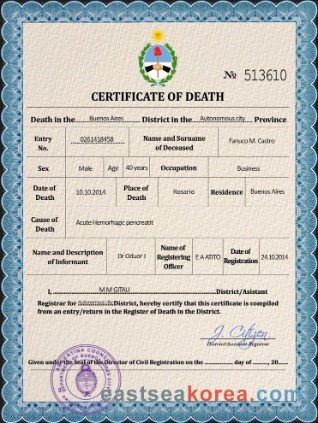 № 513610
CERTIFICATE OF DEATH
Death in the Buenos Aires District in the Autonomous city Province
Entry No. 0261418458 Name and Surname of Deceased Fanuco M. Castro
Sex Male Age 40 years Occupation Business
Date of Death 10.10.2014 Place of Death Rosario Residence Buenos Aires
Cause of Death Acute Hemorhagic pencreatit
Name and Description of Informant Dr Oduor J Name of Registering Officer E A ATITO Date of Registration 24.10.2014
I, M M GITAU District/Asistant
Registrar for Autonomous city District, hereby certify that this certificate is compiled
from an entry/return in the Register of Death in the District.
J. Citizen
District/Assistant Registrar
Given under the Seal of the Director of Civil Registration on the day of , 20
eastseakorea.com